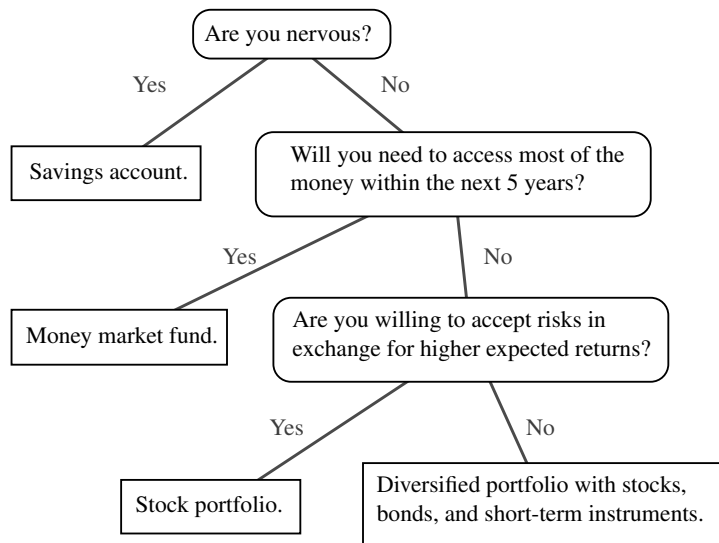 Are you nervous?
Yes
No
Savings account.
Will you need to access most of the
money within the next 5 years?
Yes
No
Money market fund.
Are you willing to accept risks in
exchange for higher expected returns?
Yes
No
Stock portfolio.
Diversified portfolio with stocks,
bonds, and short-term instruments.